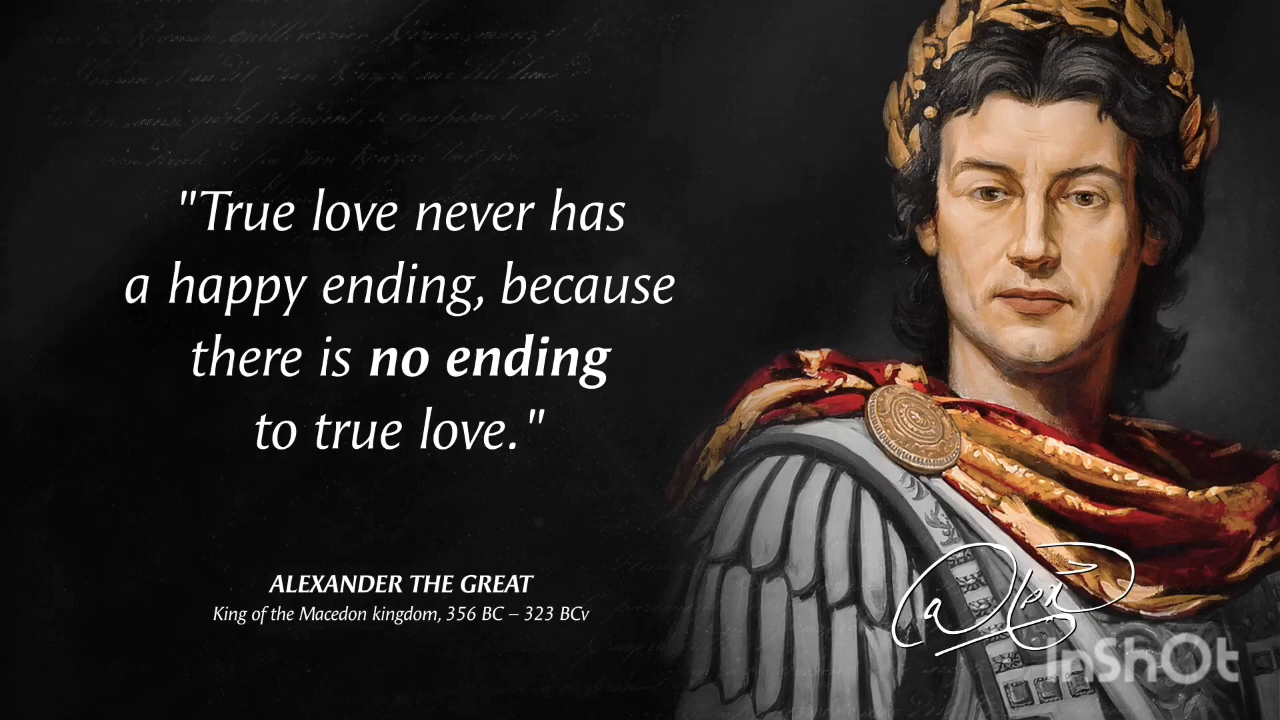 "True love never has
a happy ending, because
there is no ending
to true love."
ALEXANDER THE GREAT
King of the Macedon kingdom, 356 BC – 323 BCv
Alex
InShOt